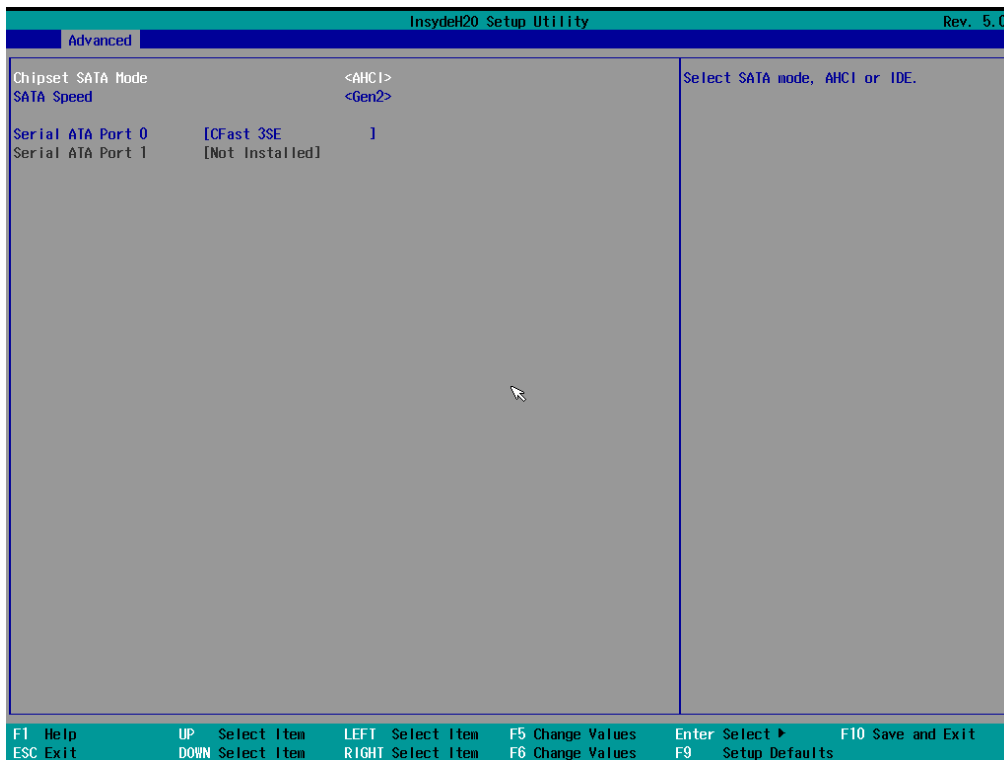 InsydeH20 Setup Utility Rev. 5.0
Advanced
Chipset SATA Mode <AHCI> Select SATA mode, AHCI or IDE.
SATA Speed <Gen2>
Serial ATA Port 0 [CFast 3SE ]
Serial ATA Port 1 [Not Installed]
F1 Help UP Select Item LEFT Select Item F5 Change Values Enter Select ▶ F10 Save and Exit
ESC Exit DOWN Select Item RIGHT Select Item F6 Change Values F9 Setup Defaults